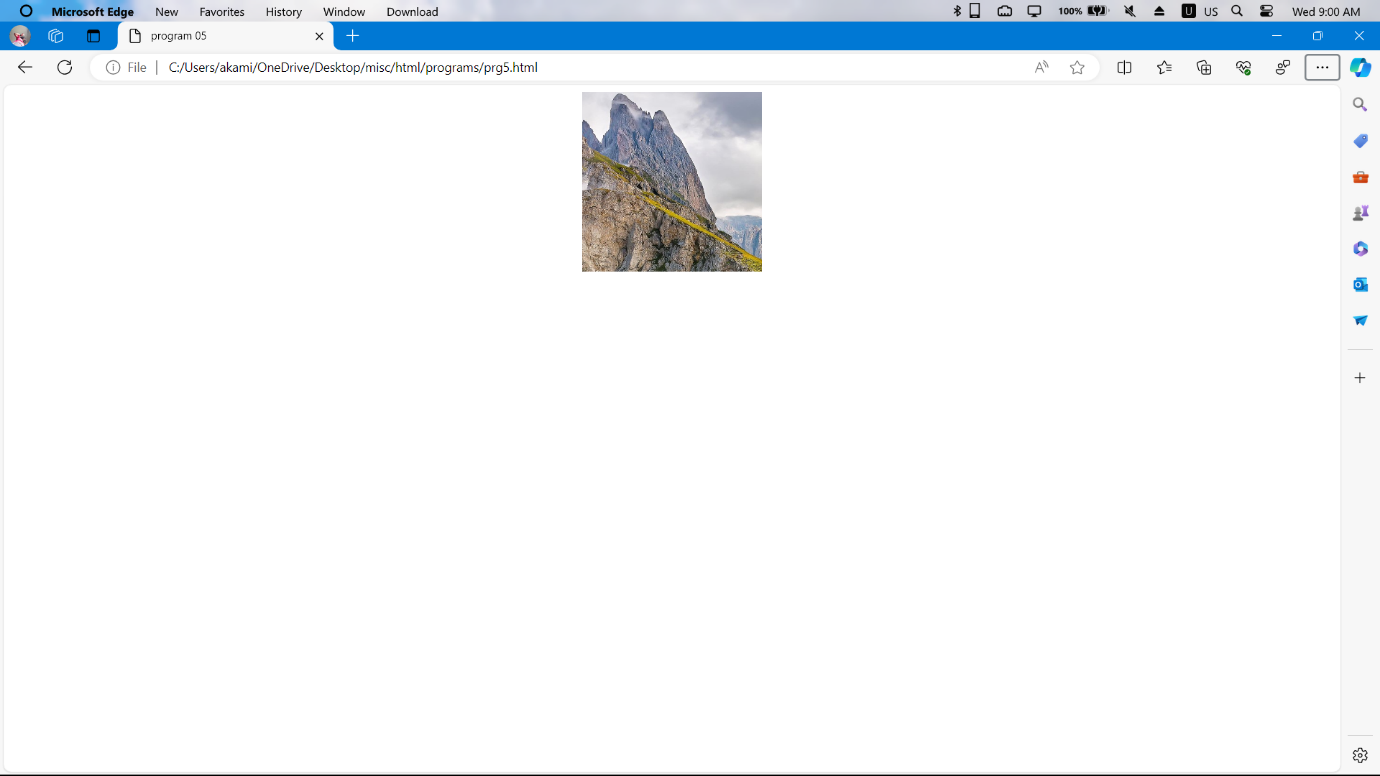 Microsoft Edge New Favorites History Window Download 100% U US Wed 9:00 AM
program 05
File | C:/Users/akami/OneDrive/Desktop/misc/html/programs/prg5.html